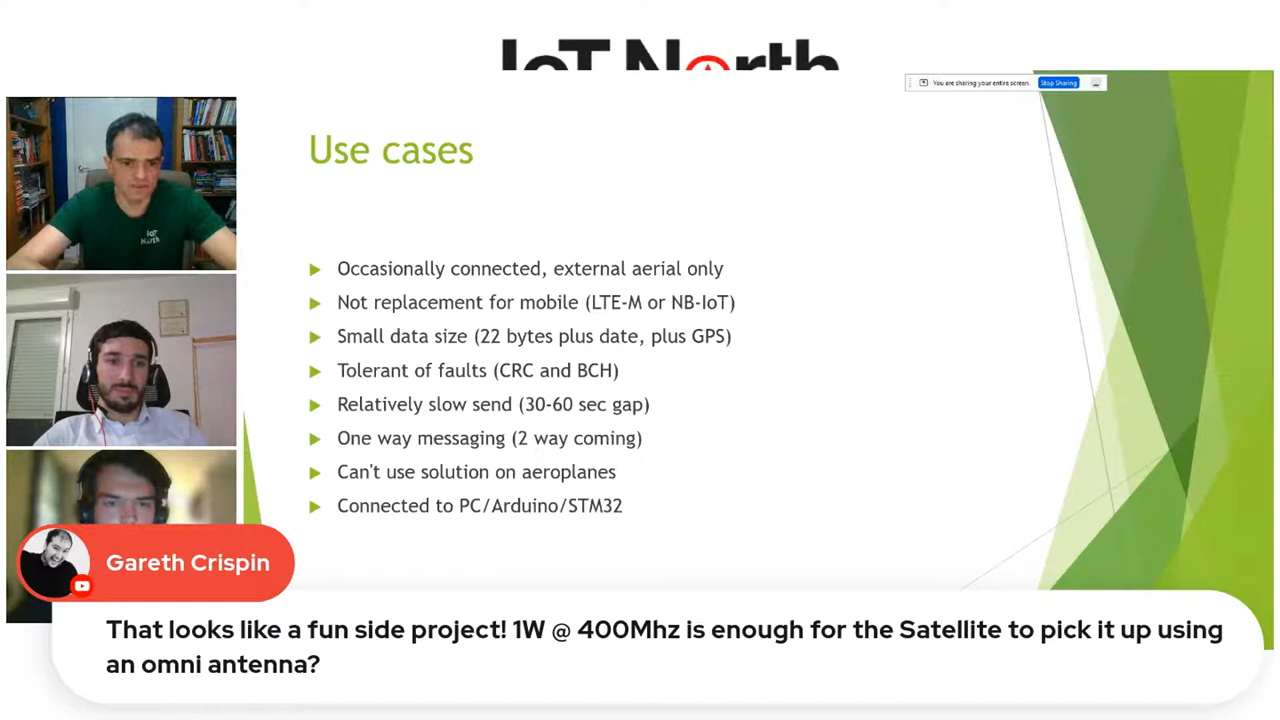 IoT North
You are sharing your entire screen.
Stop Sharing
Use cases
IoT
North
Occasionally connected, external aerial only
Not replacement for mobile (LTE-M or NB-IoT)
Small data size (22 bytes plus date, plus GPS)
Tolerant of faults (CRC and BCH)
Relatively slow send (30-60 sec gap)
One way messaging (2 way coming)
Can't use solution on aeroplanes
Connected to PC/Arduino/STM32
Gareth Crispin
That looks like a fun side project! 1W @ 400Mhz is enough for the Satellite to pick it up using
an omni antenna?